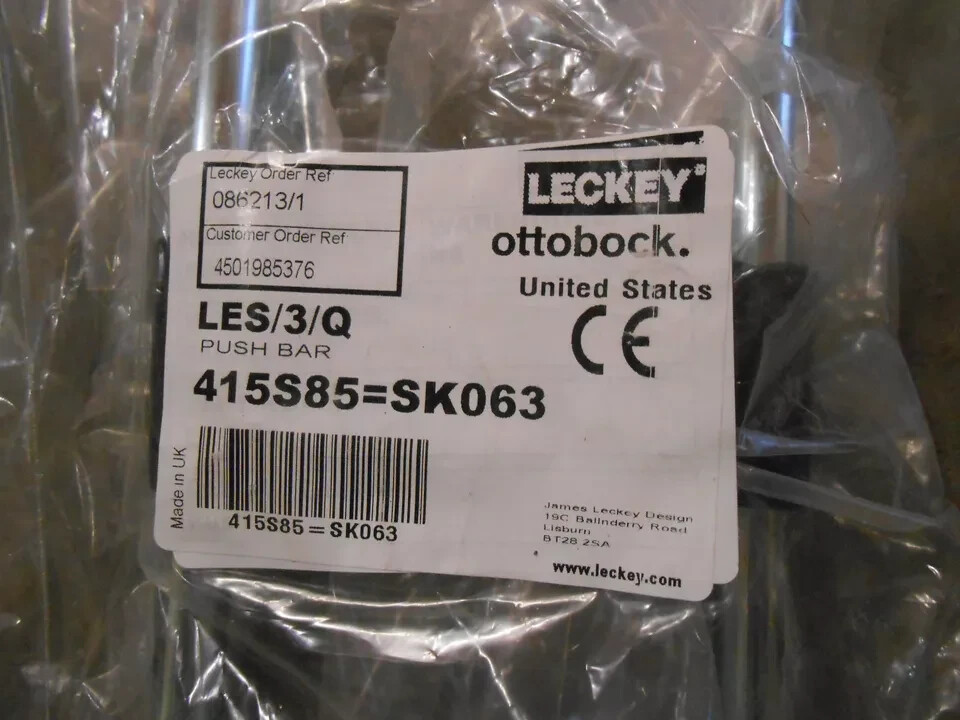 Leckey Order Ref
086213/1
Customer Order Ref
4501985376
LECKEY
ottobock.
United States
CE
LES/3/Q
PUSH BAR
415S85=SK063
Made in UK
415S85=SK063
James Leckey Design
19C Ballinderry Road
Lisburn
BT28 2SA
www.leckey.com